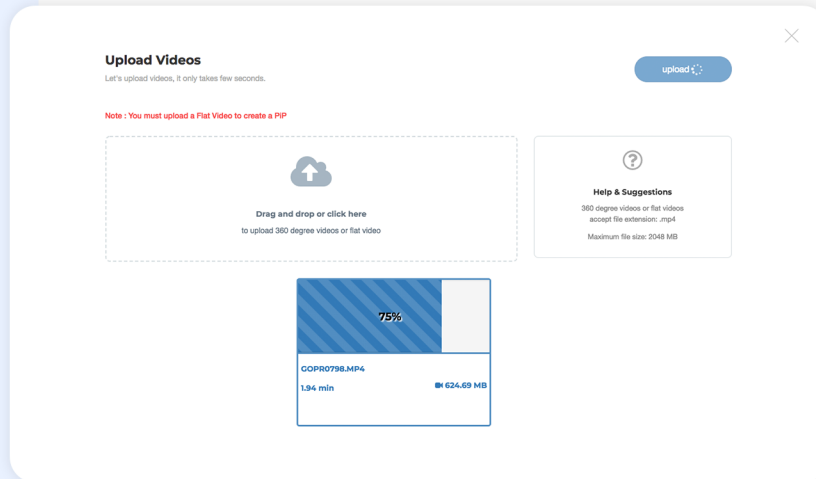 Upload Videos
Let's upload videos, it only takes few seconds.
upload
Note : You must upload a Flat Video to create a PiP
Drag and drop or click here
to upload 360 degree videos or flat video
Help & Suggestions
360 degree videos or flat videos
accept file extension: .mp4
Maximum file size: 2048 MB
75%
GOPR0798.MP4
1.94 min
624.69 MB